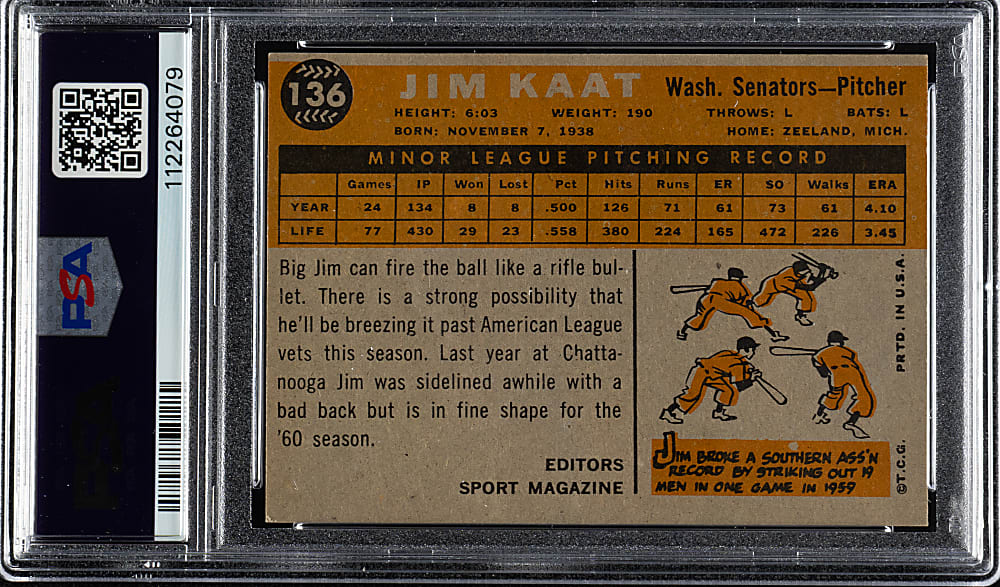 112264079
PSA
136
JIM KAAT Wash. Senators—Pitcher
HEIGHT: 6:03 WEIGHT: 190 THROWS: L BATS: L
BORN: NOVEMBER 7, 1938 HOME: ZEELAND, MICH.
MINOR LEAGUE PITCHING RECORD
Games IP Won Lost Pct Hits Runs ER SO Walks ERA
YEAR 24 134 8 8 .500 126 71 61 73 61 4.10
LIFE 77 430 29 23 .558 380 224 165 472 226 3.45
Big Jim can fire the ball like a rifle bul-
let. There is a strong possibility that
he'll be breezing it past American League
vets this season. Last year at Chatta-
nooga Jim was sidelined awhile with a
bad back but is in fine shape for the
'60 season.
EDITORS
SPORT MAGAZINE
JIM BROKE A SOUTHERN ASS'N
RECORD BY STRIKING OUT 19
MEN IN ONE GAME IN 1959
PRTD. IN U.S.A.
©T.C.G.